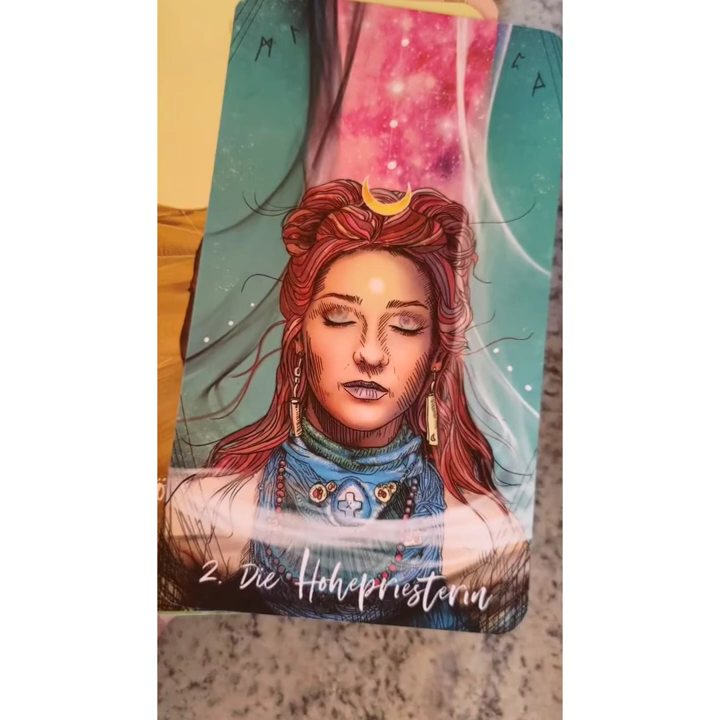 ᛗ ᛚ
2. Die Hohepriesterin